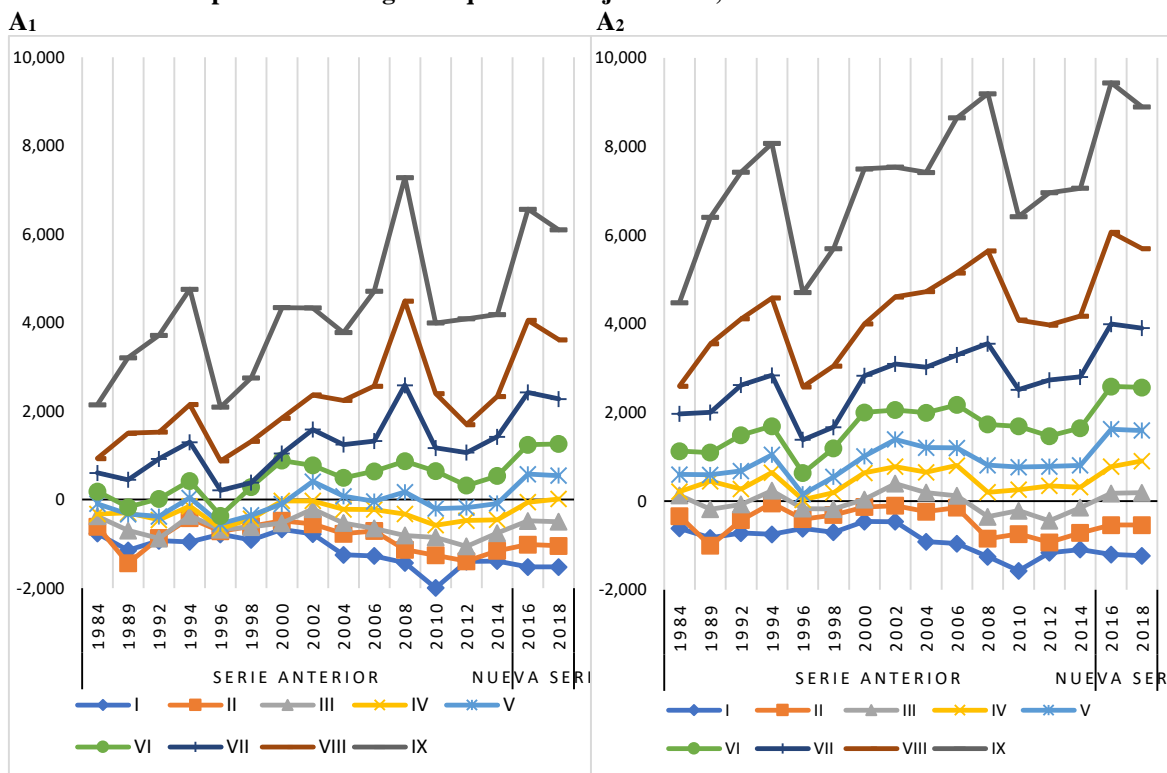 A1 A2
10,000
8,000
6,000
4,000
2,000
0
-2,000
1984 1989 1992 1994 1996 1998 2000 2002 2004 2006 2008 2010 2012 2014 2016 2018
SERIE ANTERIOR NUEVA SERI
I II III IV V
VI VII VIII IX
10,000
8,000
6,000
4,000
2,000
0
-2,000
1984 1989 1992 1994 1996 1998 2000 2002 2004 2006 2008 2010 2012 2014 2016 2018
SERIE ANTERIOR NUEVA SER
I II III IV V
VI VII VIII IX